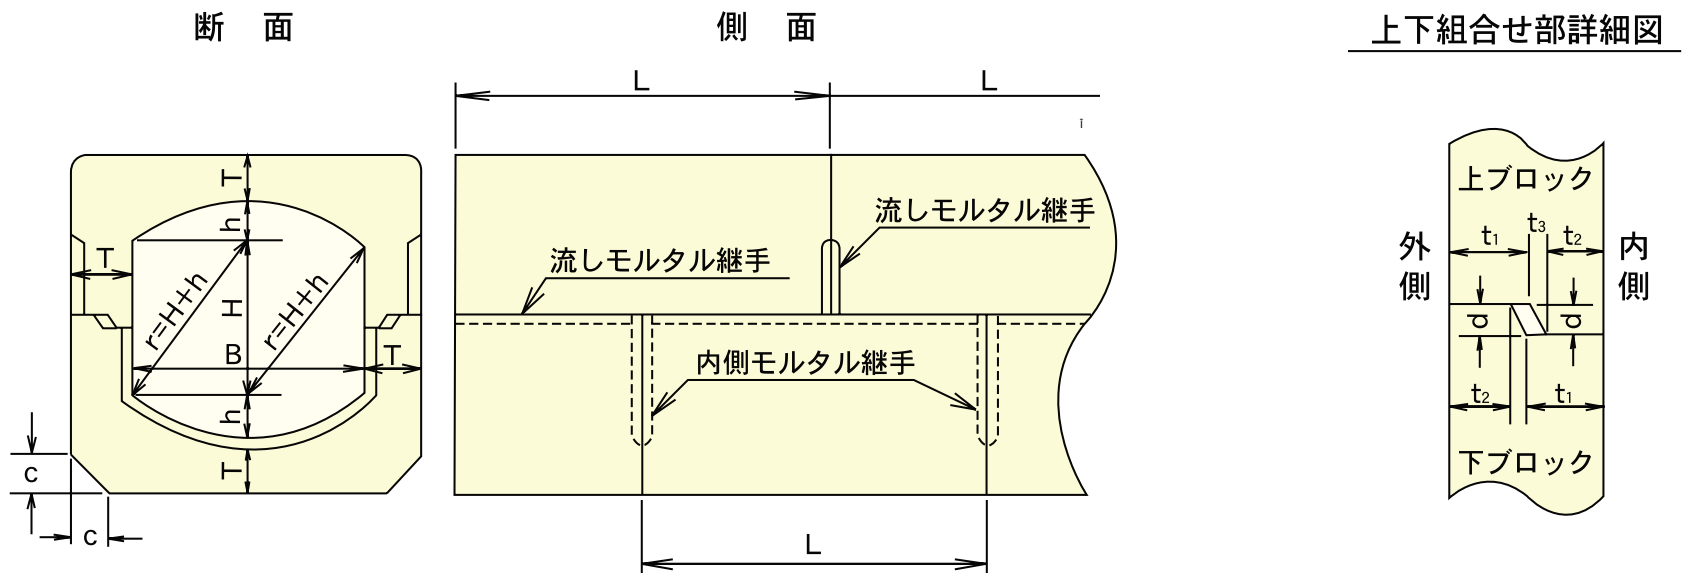 断 面
側 面
上下組合せ部詳細図
L
L
T
h
T
r=H+h
H
r=H+h
B
T
h
T
c
c
流しモルタル継手
流しモルタル継手
内側モルタル継手
L
上ブロック
外側
内側
t₁
t₃
t₂
d
d
t₂
t₁
下ブロック